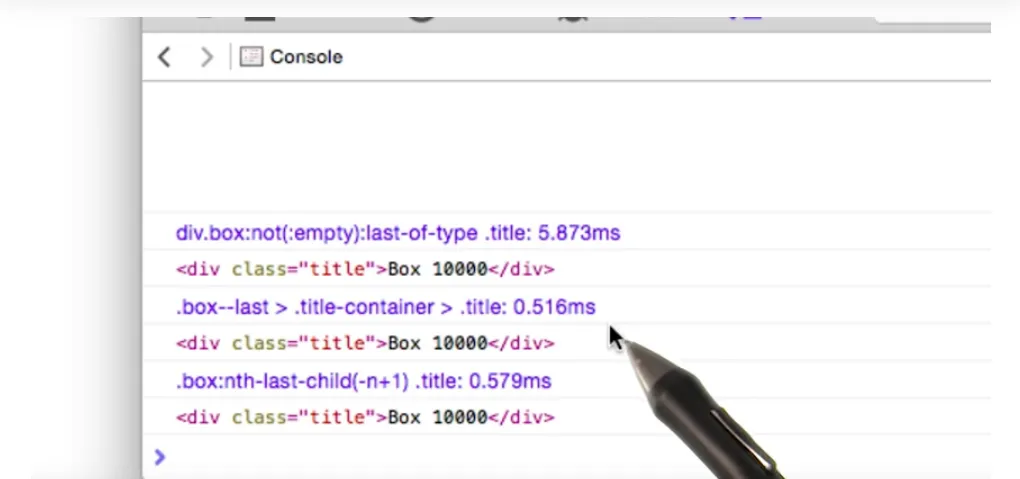 Console
div.box:not(:empty):last-of-type .title: 5.873ms
<div class="title">Box 10000</div>
.box--last > .title-container > .title: 0.516ms
<div class="title">Box 10000</div>
.box:nth-last-child(-n+1) .title: 0.579ms
<div class="title">Box 10000</div>